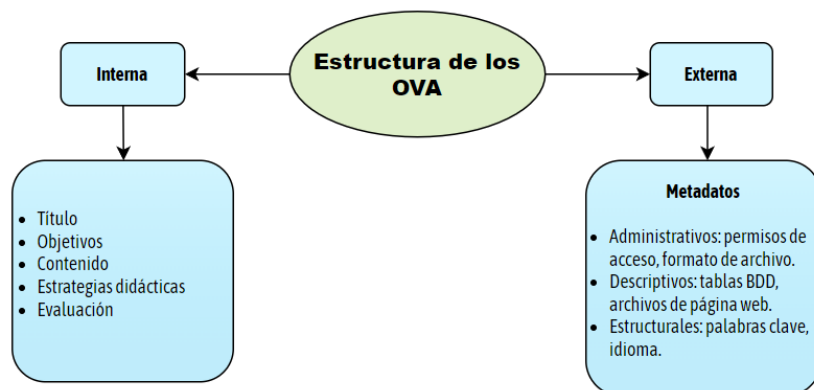 Estructura de los
OVA
Interna
Externa
• Título
• Objetivos
• Contenido
• Estrategias didácticas
• Evaluación
Metadatos
• Administrativos: permisos de
acceso, formato de archivo.
• Descriptivos: tablas BDD,
archivos de página web.
• Estructurales: palabras clave,
idioma.